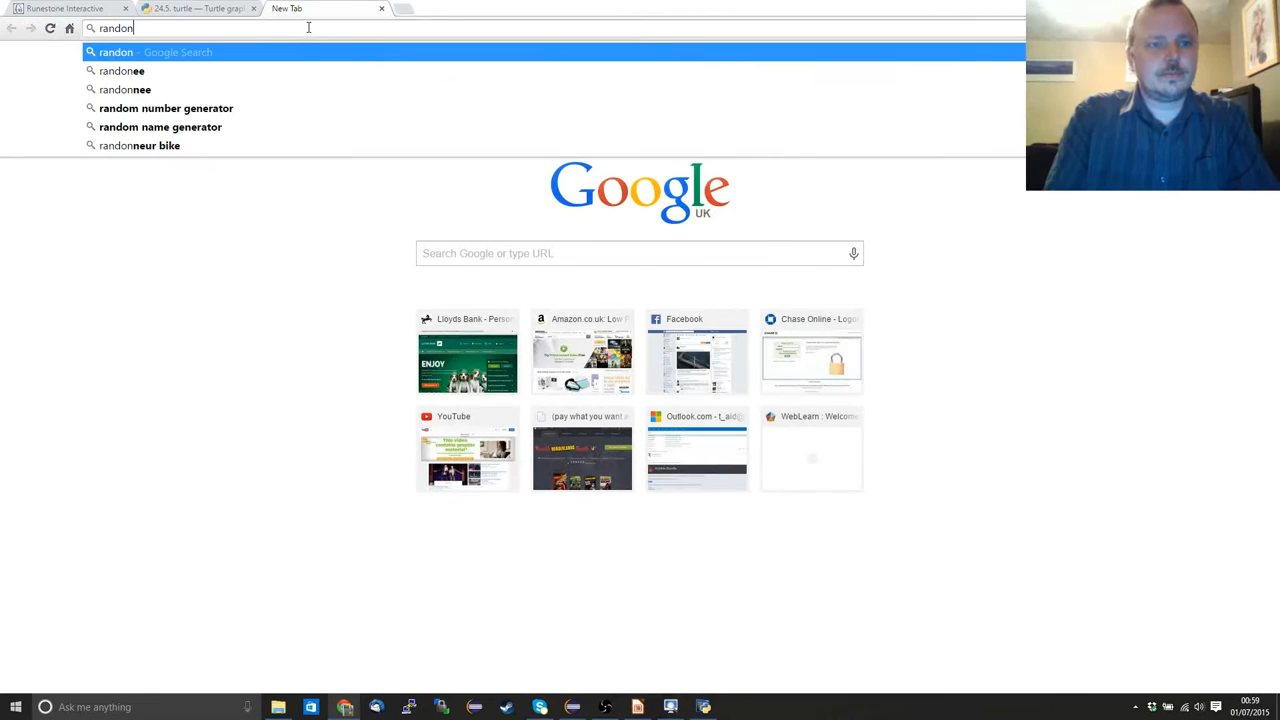 Runestone Interactive
24.5. turtle — Turtle grap
New Tab
randon
randon - Google Search
randonee
randonnee
random number generator
random name generator
randonneur bike
Google
UK
Search Google or type URL
Lloyds Bank - Person
Amazon.co.uk: Low P
Facebook
Chase Online - Logo
ENJOY
YouTube
(pay what you want a
Outlook.com - t_aid
WebLearn : Welcome
Ask me anything
00:59
01/07/2015